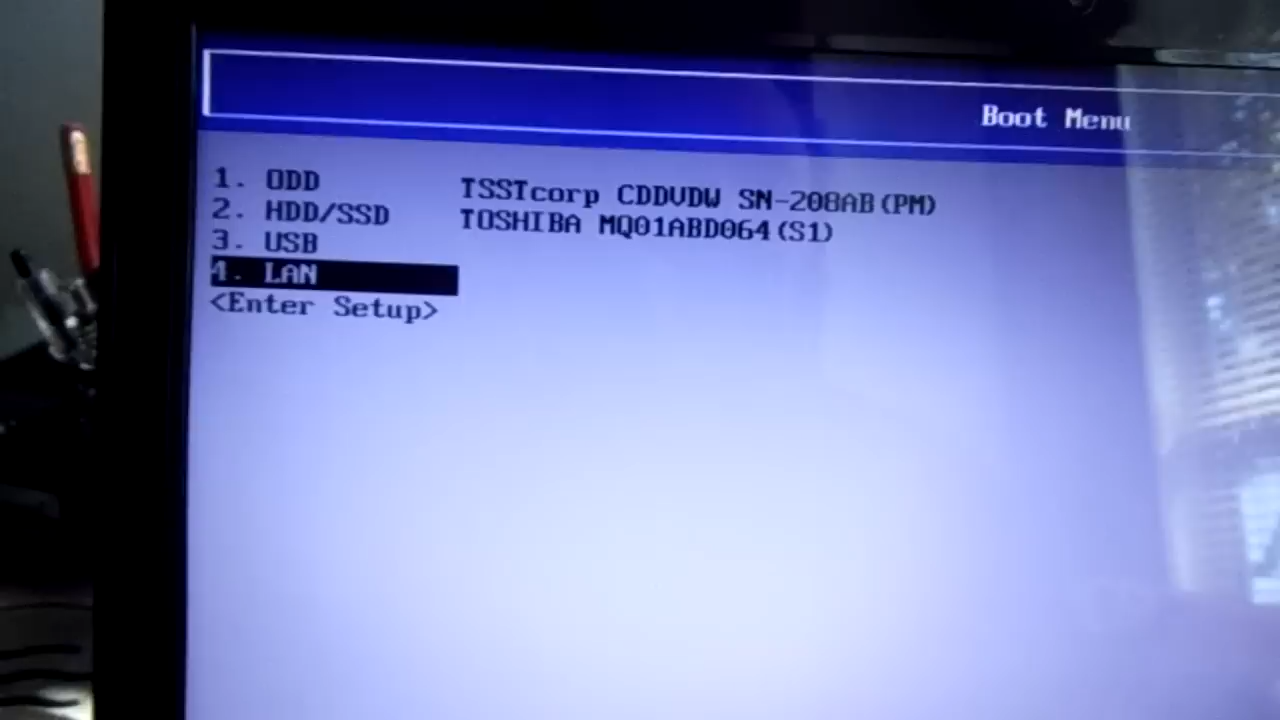 Boot Menu
1. ODD TSSTcorp CDDVDW SN-208AB(PM)
2. HDD/SSD TOSHIBA MQ01ABD064(S1)
3. USB
4. LAN
<Enter Setup>